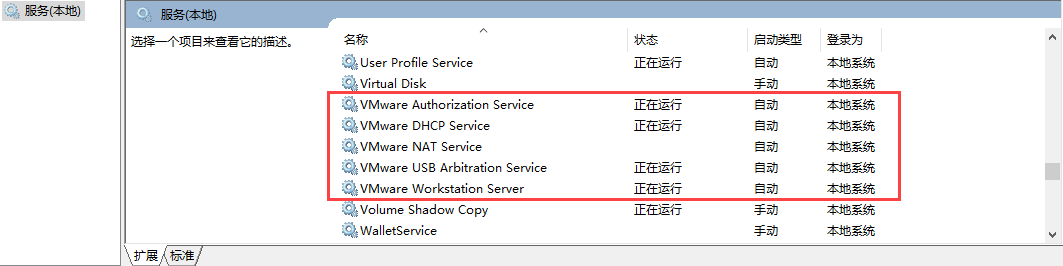 服务(本地)
服务(本地)
选择一个项目来查看它的描述。
名称 状态 启动类型 登录为
User Profile Service 正在运行 自动 本地系统
Virtual Disk 手动 本地系统
VMware Authorization Service 正在运行 自动 本地系统
VMware DHCP Service 正在运行 自动 本地系统
VMware NAT Service 自动 本地系统
VMware USB Arbitration Service 正在运行 自动 本地系统
VMware Workstation Server 正在运行 自动 本地系统
Volume Shadow Copy 正在运行 手动 本地系统
WalletService 手动 本地系统
扩展 标准